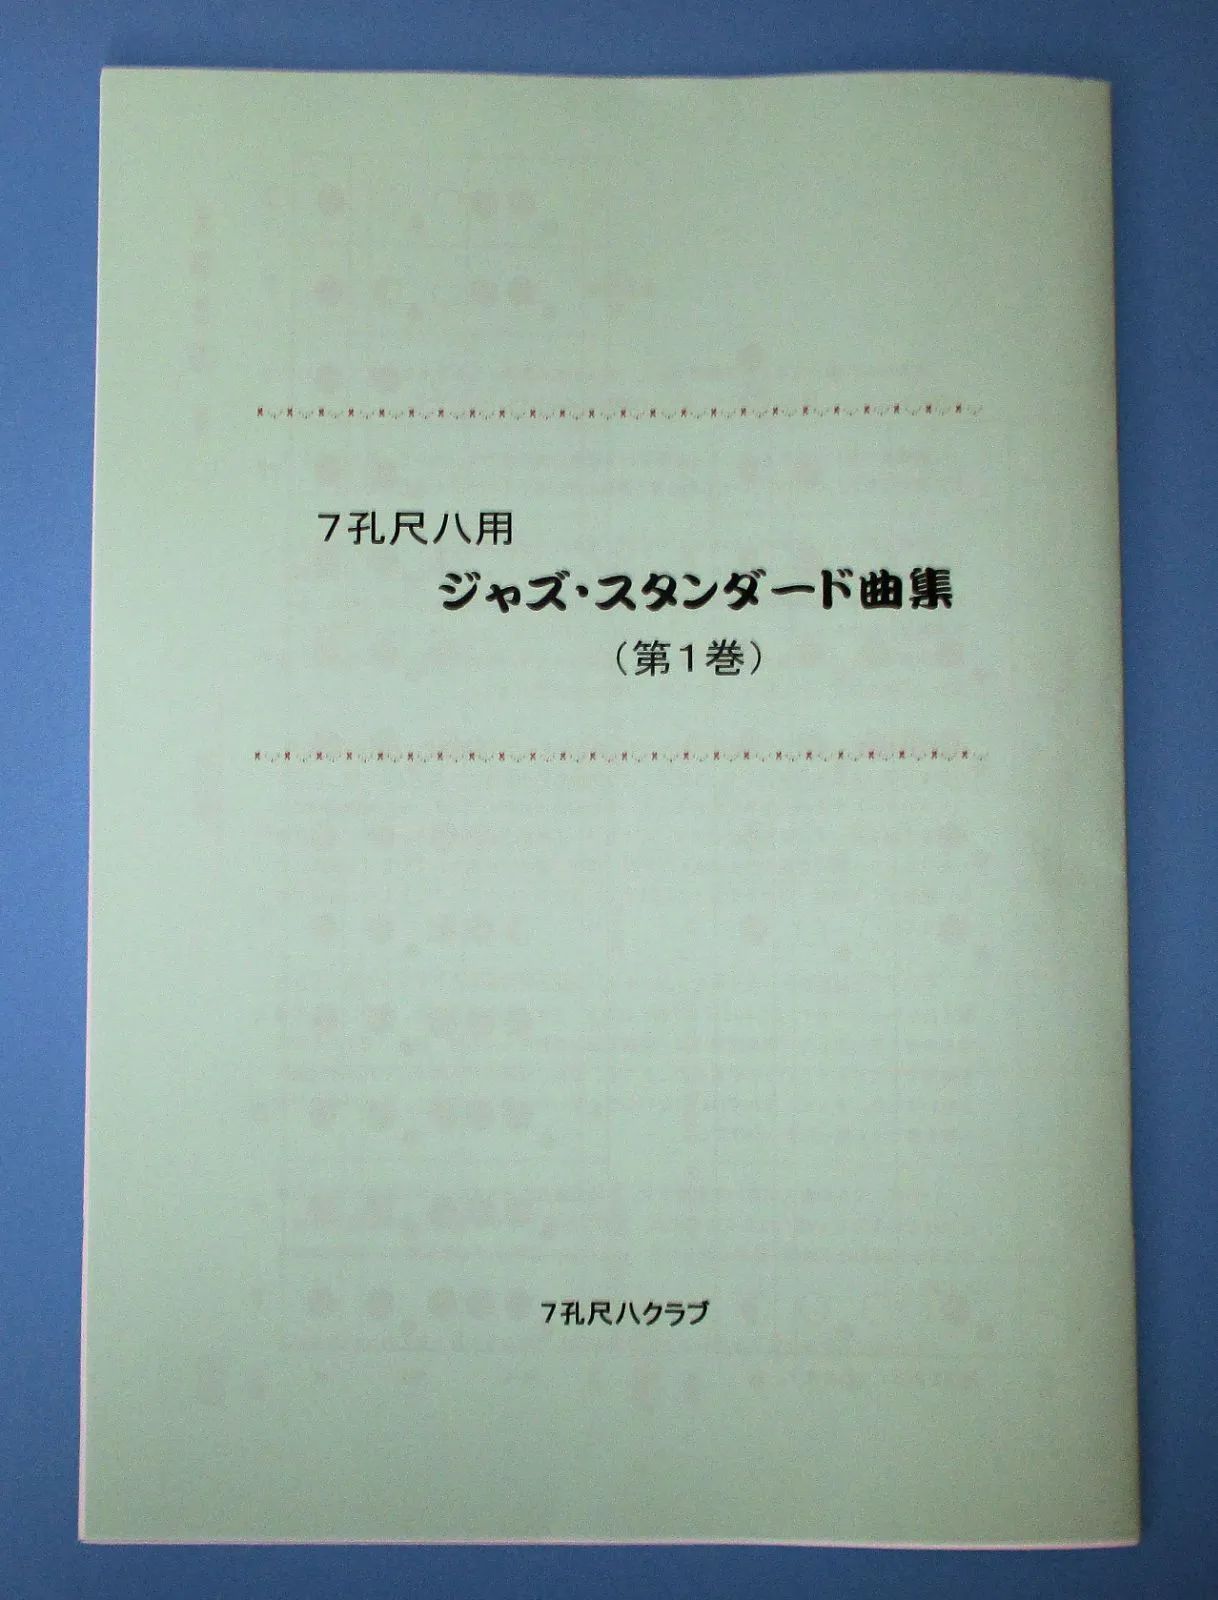 ７孔尺八用
ジャズ・スタンダード曲集
（第１巻）
７孔尺八クラブ